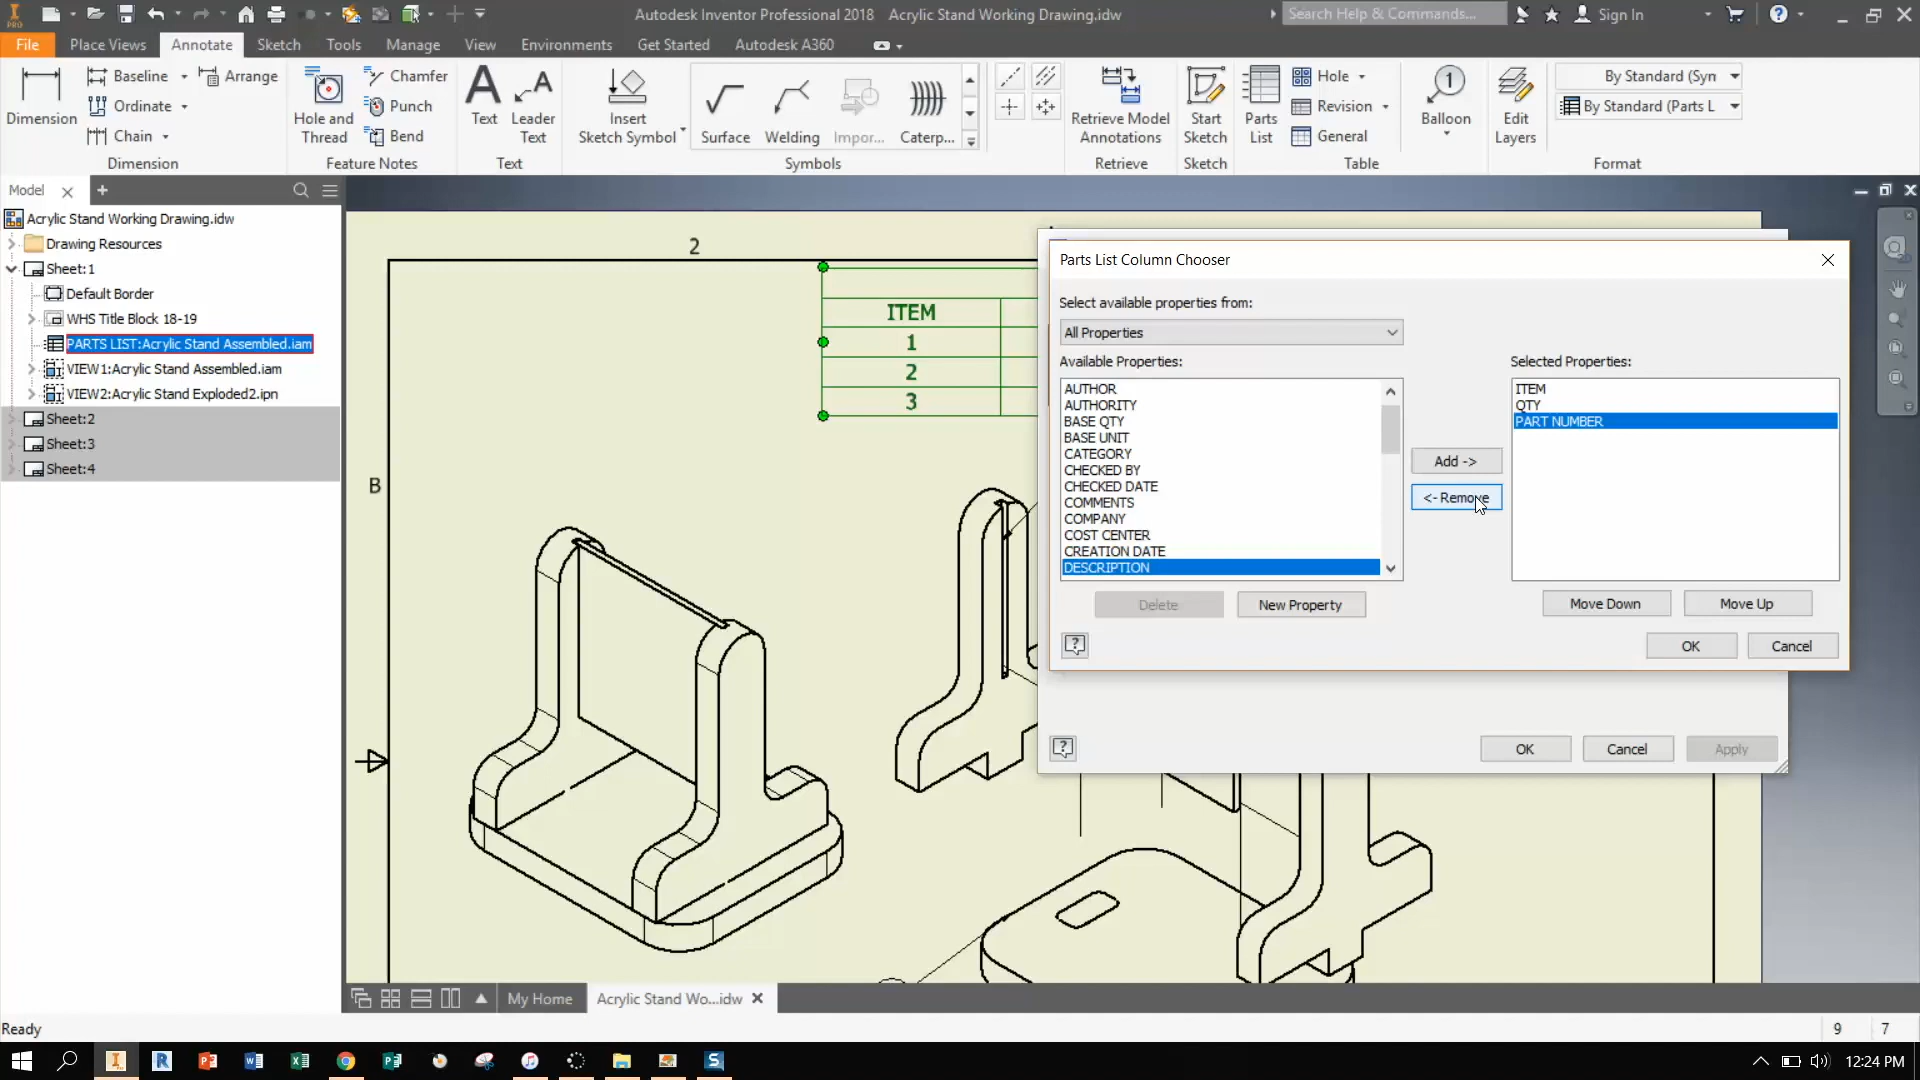 PRO
Autodesk Inventor Professional 2018   Acrylic Stand Working Drawing.idw
Search Help & Commands...
Sign In
File
Place Views
Annotate
Sketch
Tools
Manage
View
Environments
Get Started
Autodesk A360
Dimension
Baseline
Ordinate
Chain
Arrange
Dimension
Hole and
Thread
Chamfer
Punch
Bend
Feature Notes
Text
Leader
Text
Text
Insert
Sketch Symbol
Surface
Welding
Impor...
Caterp...
Symbols
Retrieve Model
Annotations
Retrieve
Start
Sketch
Sketch
Parts
List
Hole
Revision
General
Table
Balloon
Edit
Layers
By Standard (Syn
By Standard (Parts L
Format
Model
Acrylic Stand Working Drawing.idw
Drawing Resources
Sheet:1
Default Border
WHS Title Block 18-19
PARTS LIST:Acrylic Stand Assembled.iam
VIEW1:Acrylic Stand Assembled.iam
VIEW2:Acrylic Stand Exploded2.ipn
Sheet:2
Sheet:3
Sheet:4
2
B
ITEM
1
2
3
Parts List Column Chooser
Select available properties from:
All Properties
Available Properties:
AUTHOR
AUTHORITY
BASE QTY
BASE UNIT
CATEGORY
CHECKED BY
CHECKED DATE
COMMENTS
COMPANY
COST CENTER
CREATION DATE
DESCRIPTION
Add ->
<- Remove
Selected Properties:
ITEM
QTY
PART NUMBER
Delete
New Property
Move Down
Move Up
OK
Cancel
OK
Cancel
Apply
My Home
Acrylic Stand Wo...idw
Ready
9
7
12:24 PM